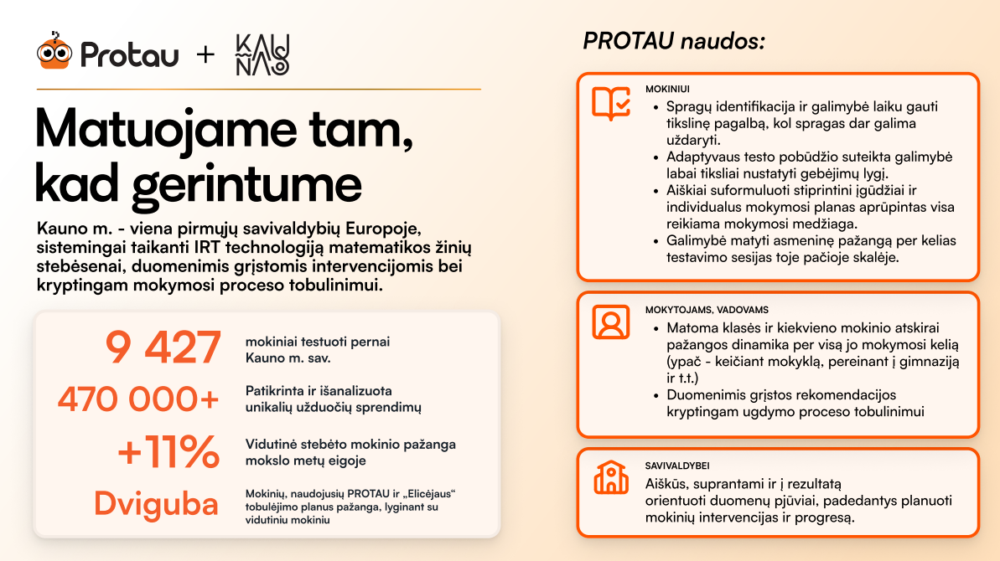 Protau + KAUNAS
Matuojame tam,
kad gerintume
Kauno m. - viena pirmųjų savivaldybių Europoje,
sistemingai taikanti IRT technologiją matematikos žinių
stebėsenai, duomenimis grįstomis intervencijomis bei
kryptingam mokymosi proceso tobulinimui.
9 427
mokiniai testuoti pernai
Kauno m. sav.
470 000+
Patikrinta ir išanalizuota
unikalių užduočių sprendimų
+11%
Vidutinė stebėto mokinio pažanga
mokslo metų eigoje
Dviguba
Mokinių, naudojusių PROTAU ir „Elicėjaus“
tobulėjimo planus pažanga, lyginant su
vidutiniu mokiniu
PROTAU naudos:
MOKINIUI
• Spragų identifikacija ir galimybė laiku gauti
tikslinę pagalbą, kol spragas dar galima
uždaryti.
• Adaptyvaus testo pobūdžio suteikta galimybė
labai tiksliai nustatyti gebėjimų lygį.
• Aiškiai suformuluoti stiprintini įgūdžiai ir
individualus mokymosi planas aprūpintas visa
reikiama mokymosi medžiaga.
• Galimybė matyti asmeninę pažangą per kelias
testavimo sesijas toje pačioje skalėje.
MOKYTOJAMS, VADOVAMS
• Matoma klasės ir kiekvieno mokinio atskirai
pažangos dinamika per visą jo mokymosi kelią
(ypač - keičiant mokyklą, pereinant į gimnaziją
ir t.t.)
• Duomenimis grįstos rekomendacijos
kryptingam ugdymo proceso tobulinimui
SAVIVALDYBEI
Aiškūs, suprantami ir į rezultatą
orientuoti duomenų pjūviai, padedantys planuoti
mokinių intervencijas ir progresą.